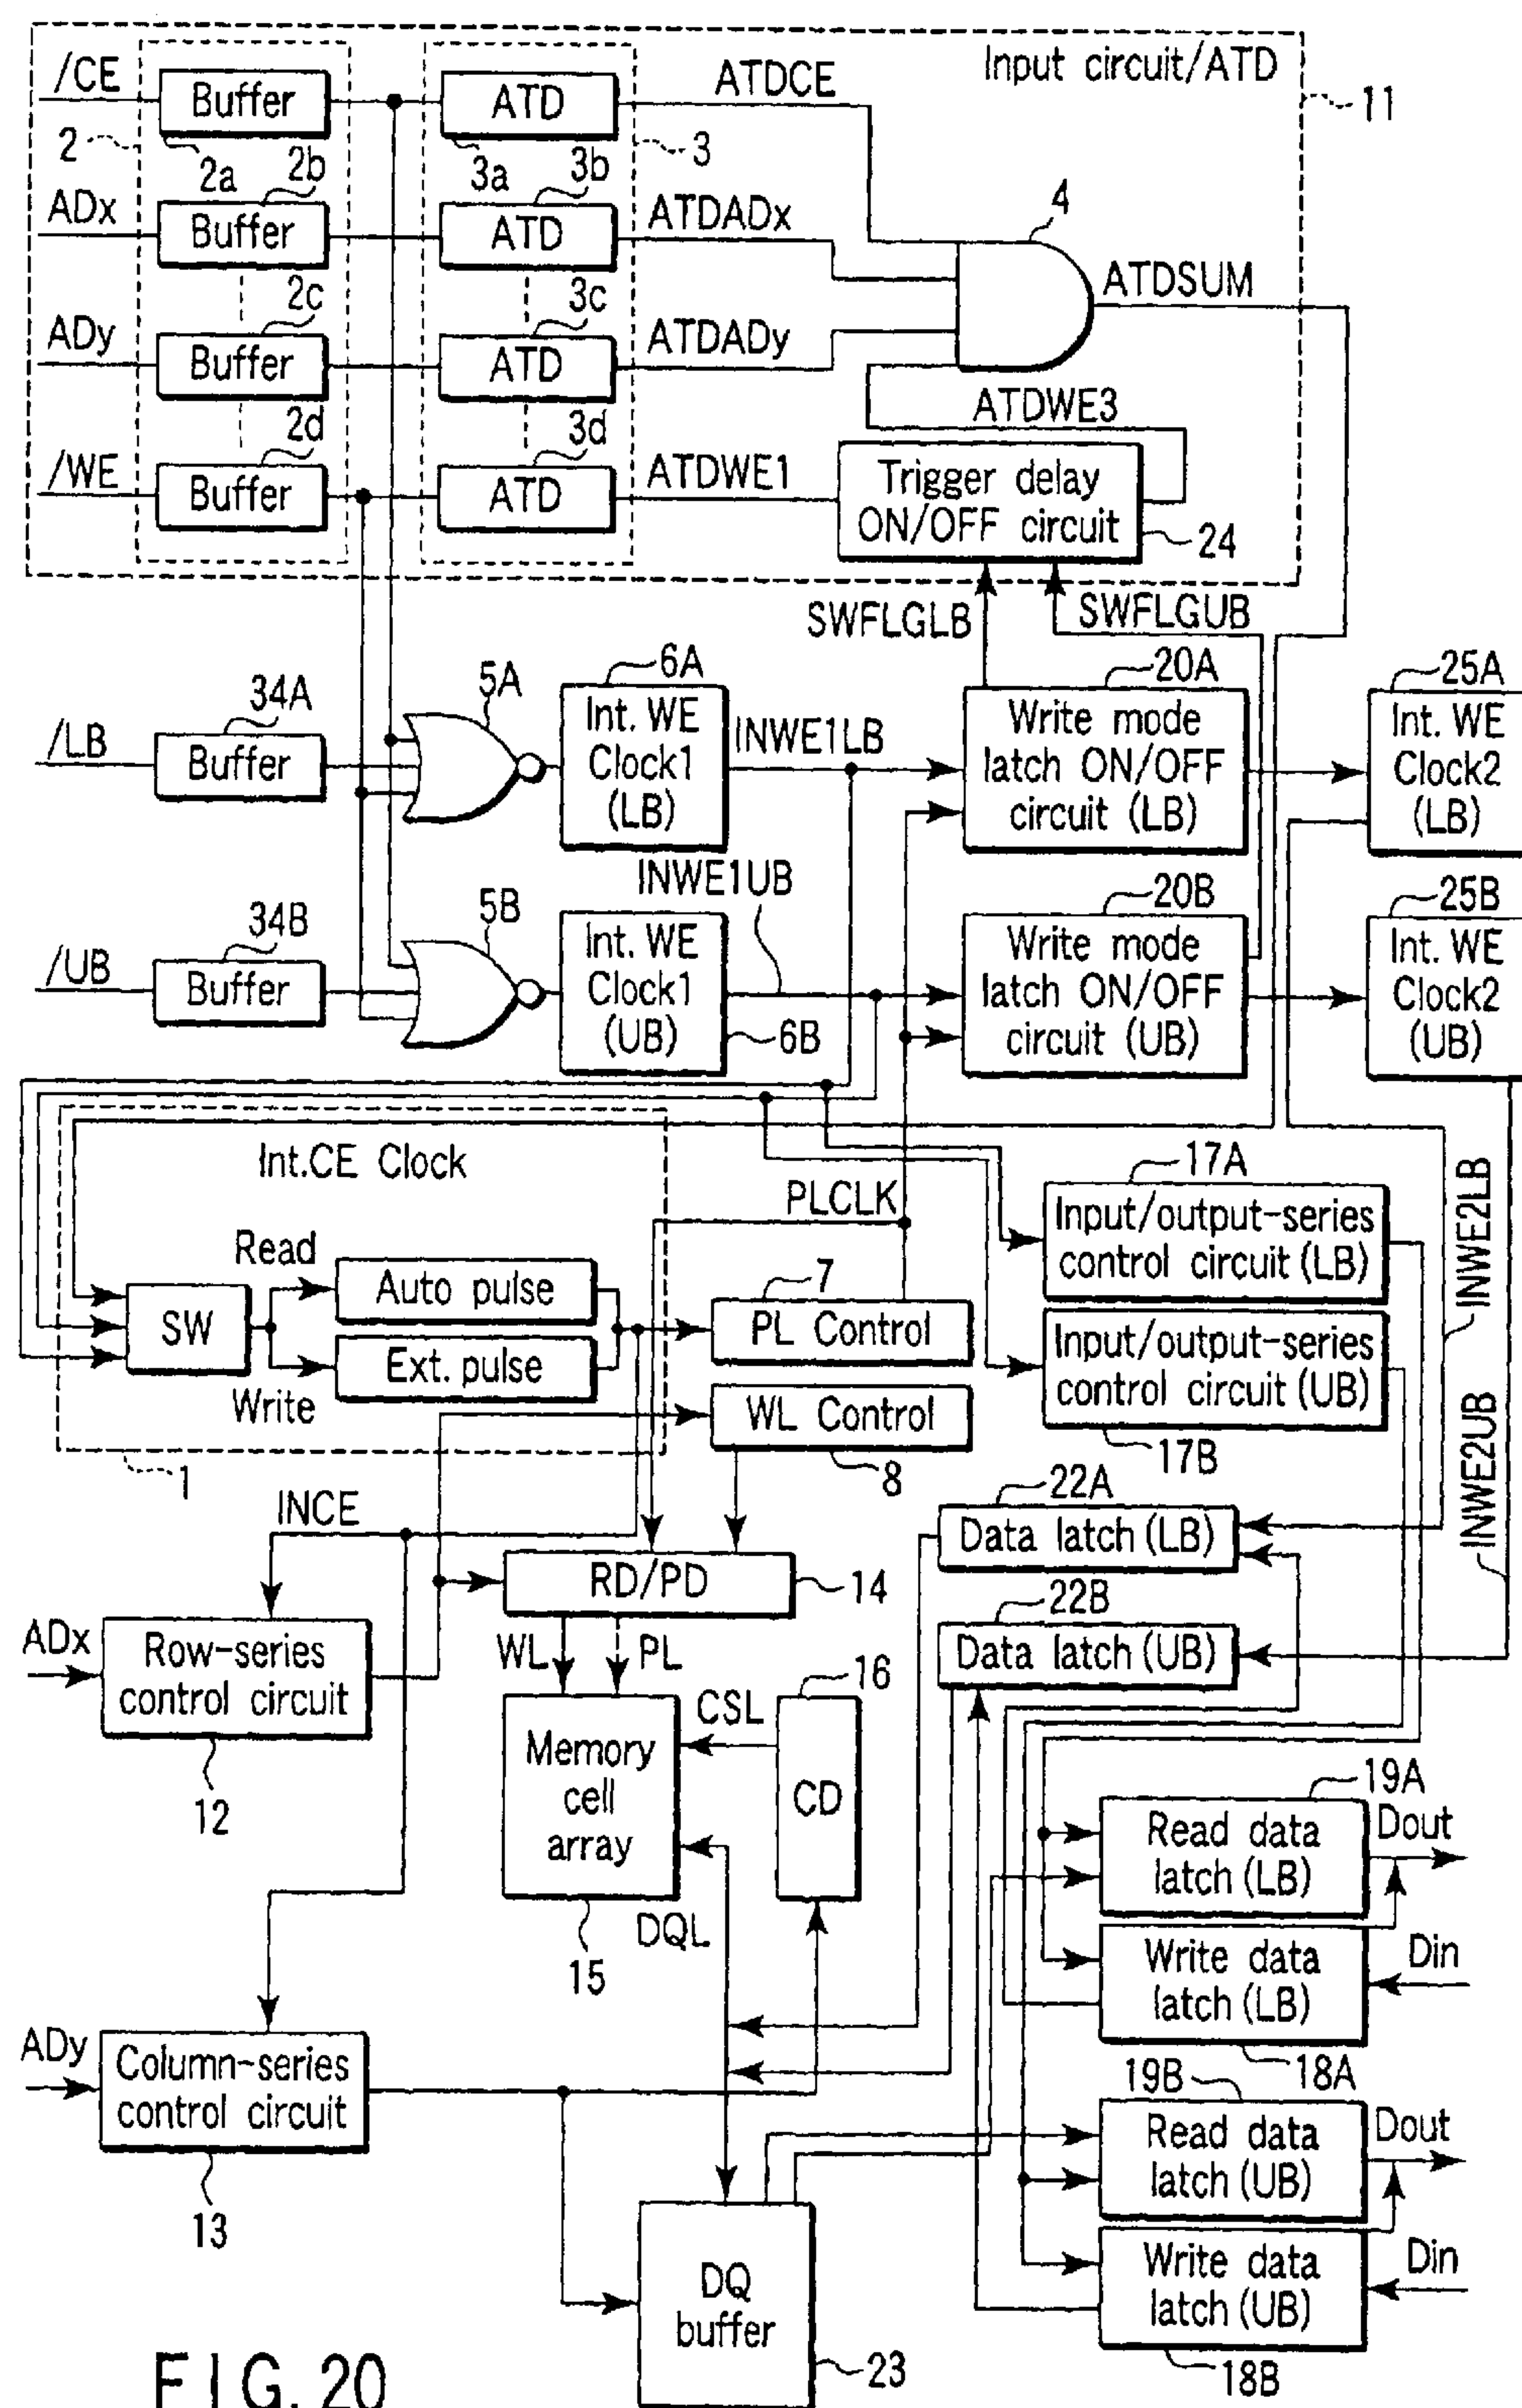 Input circuit/ATD
11
/CE
Buffer
ATD
ATDCE
2
2a
2b
3a
3b
3
4
ADx
Buffer
ATD
ATDADx
ATDSUM
2c
3c
ADy
Buffer
ATD
ATDADy
ATDWE3
2d
3d
/WE
Buffer
ATD
ATDWE1
Trigger delay
ON/OFF circuit
24
SWFLGLB
SWFLGUB
34A
5A
6A
20A
25A
/LB
Buffer
Int. WE
Clock1
(LB)
INWE1LB
Write mode
latch ON/OFF
circuit (LB)
Int. WE
Clock2
(LB)
INWE1UB
34B
5B
20B
25B
/UB
Buffer
Int. WE
Clock1
(UB)
6B
Write mode
latch ON/OFF
circuit (UB)
Int. WE
Clock2
(UB)
Int.CE Clock
PLCLK
17A
Input/output-series
control circuit (LB)
INWE2LB
Read
SW
Auto pulse
Ext. pulse
Write
7
PL Control
Input/output-series
control circuit (UB)
17B
WL Control
8
1
INWE2UB
INCE
22A
Data latch (LB)
RD/PD
14
22B
Data latch (UB)
ADx
Row-series
control circuit
12
WL
PL
16
CSL
CD
Memory
cell
array
15
DQL
19A
Read data
latch (LB)
Dout
Write data
latch (LB)
Din
18A
ADy
Column-series
control circuit
13
19B
Read data
latch (UB)
Dout
Write data
latch (UB)
Din
18B
DQ
buffer
23
FIG. 20